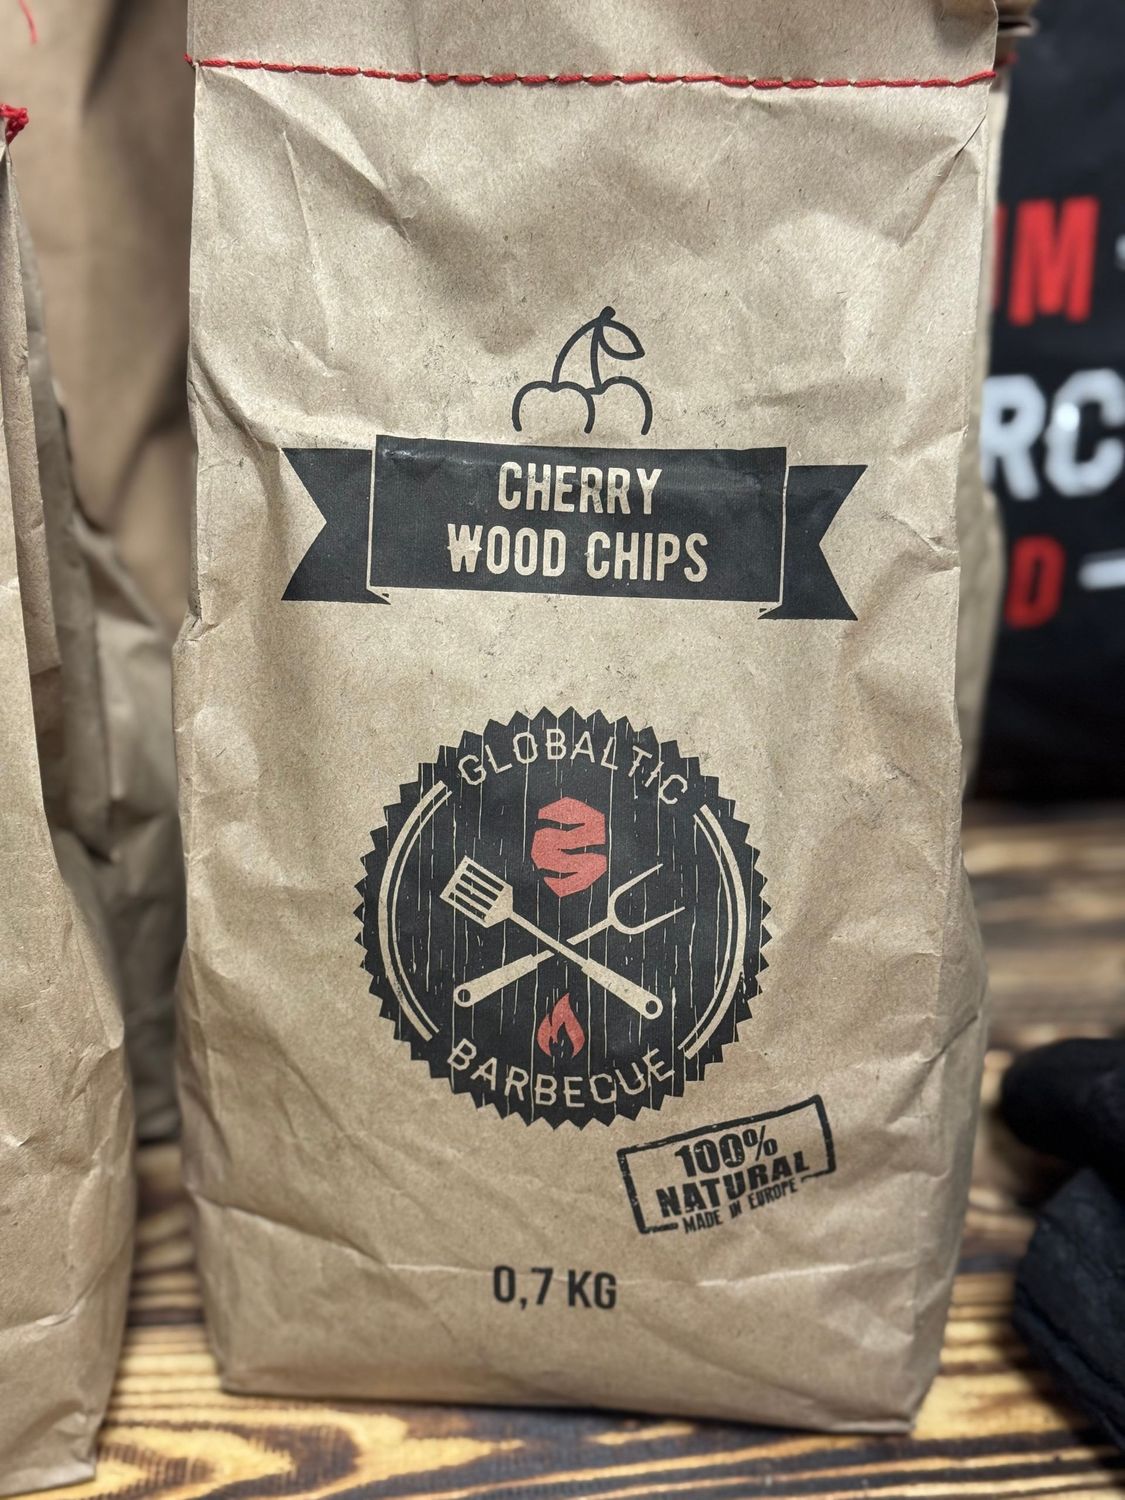 CHERRY
WOOD CHIPS
GLOBALTIC
BARBECUE
100%
NATURAL
MADE IN EUROPE
0,7 KG